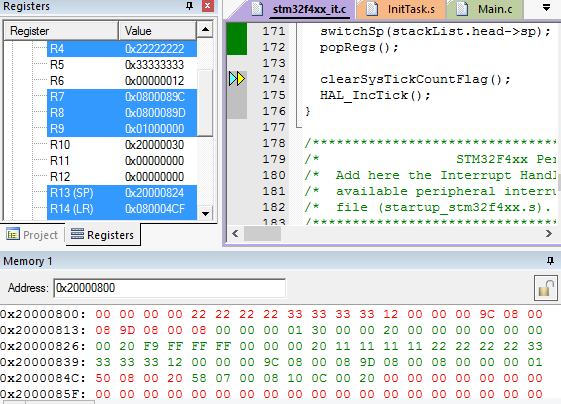 Registers
Register Value
R4 0x22222222
R5 0x33333333
R6 0x00000012
R7 0x0800089C
R8 0x0800089D
R9 0x01000000
R10 0x20000030
R11 0x00000000
R12 0x00000000
R13 (SP) 0x20000824
R14 (LR) 0x080004CF
Project Registers
stm32f4xx_it.c InitTask.s Main.c
171 switchSp(stackList.head->sp);
172 popRegs();
173
174 clearSysTickCountFlag();
175 HAL_IncTick();
176 }
177
178 /***********************************
179 /* STM32F4xx Per
180 /* Add here the Interrupt Handl
181 /* available peripheral interru
182 /* file (startup_stm32f4xx.s).
183 /***********************************
Memory 1
Address: 0x20000800
0x20000800: 00 00 00 00 22 22 22 22 33 33 33 33 12 00 00 00 9C 08 00
0x20000813: 08 9D 08 00 08 00 00 00 01 30 00 00 20 00 00 00 00 00 00
0x20000826: 00 20 F9 FF FF FF 00 00 00 00 20 11 11 11 11 22 22 22 22 33
0x20000839: 33 33 33 12 00 00 00 9C 08 00 08 9D 08 00 08 00 00 00 01
0x2000084C: 50 08 00 20 58 07 00 08 10 0C 00 20 00 00 00 00 00 00 00
0x2000085F: 00 00 00 00 00 00 00 00 00 00 00 00 00 00 00 00 00 00 00